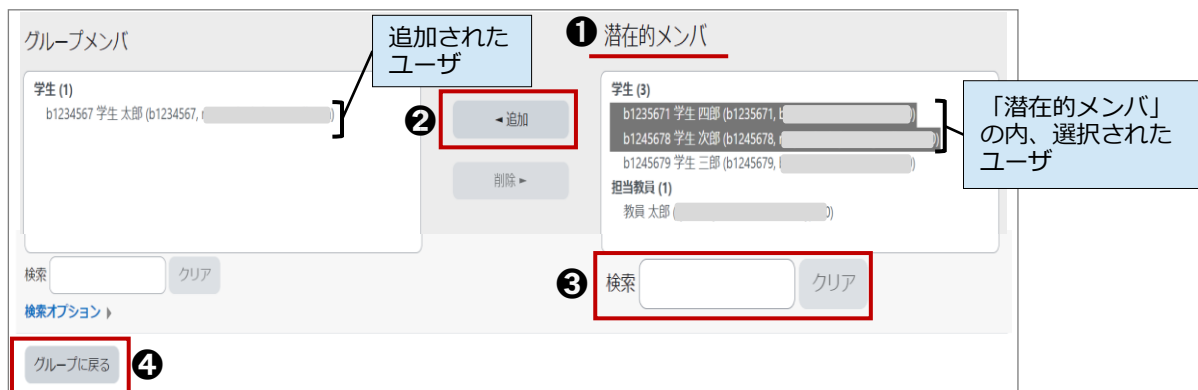 グループメンバ
追加された
ユーザ
❶ 潜在的メンバ
学生 (1)
b1234567 学生 太郎 (b1234567, )
❷ ◄ 追加
削除 ►
学生 (3)
b1235671 学生 四郎 (b1235671, )
b1245678 学生 次郎 (b1245678, )
b1245679 学生 三郎 (b1245679, )
担当教員 (1)
教員 太郎 ( )
「潜在的メンバ」
の内、選択された
ユーザ
検索 クリア
検索オプション ▸
❸ 検索 クリア
グループに戻る ❹